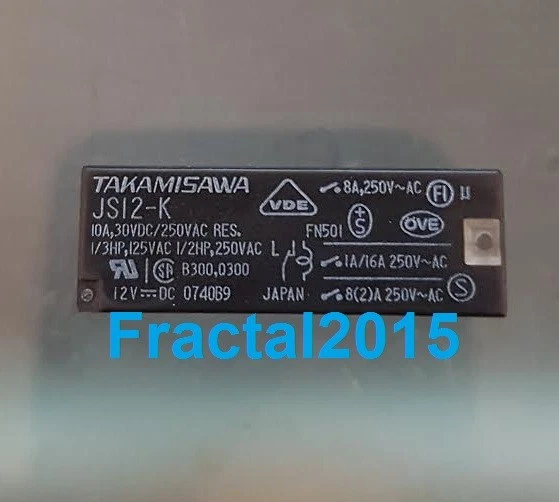 TAKAMISAWA
JS12-K
10A,30VDC/250VAC RES.
1/3HP,125VAC 1/2HP,250VAC
B300,0300
12V DC 0740B9
VDE
L
JAPAN
8A,250V~AC
FI
+S
FN501
ÖVE
1A/16A 250V~AC
8(2)A 250V~AC
S
Fractal2015